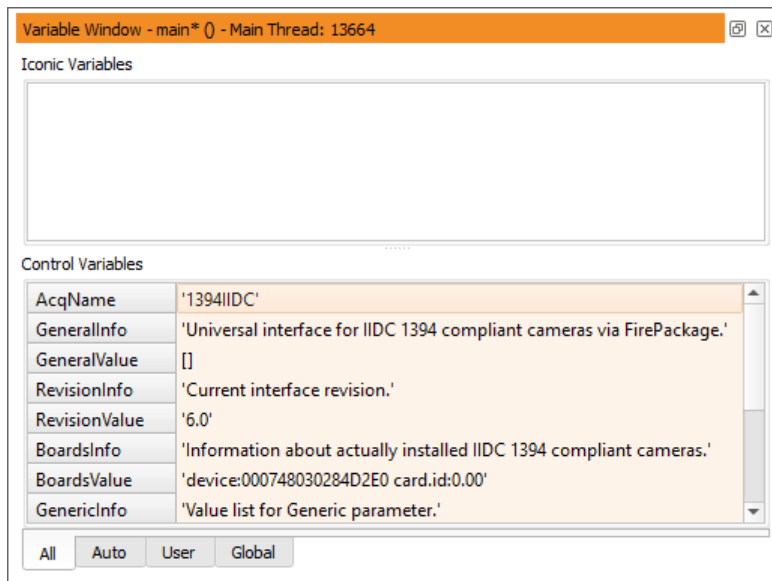 Variable Window - main* () - Main Thread: 13664
Iconic Variables
Control Variables
AcqName '1394IIDC'
GeneralInfo 'Universal interface for IIDC 1394 compliant cameras via FirePackage.'
GeneralValue []
RevisionInfo 'Current interface revision.'
RevisionValue '6.0'
BoardsInfo 'Information about actually installed IIDC 1394 compliant cameras.'
BoardsValue 'device:000748030284D2E0 card.id:0.00'
GenericInfo 'Value list for Generic parameter.'
All Auto User Global